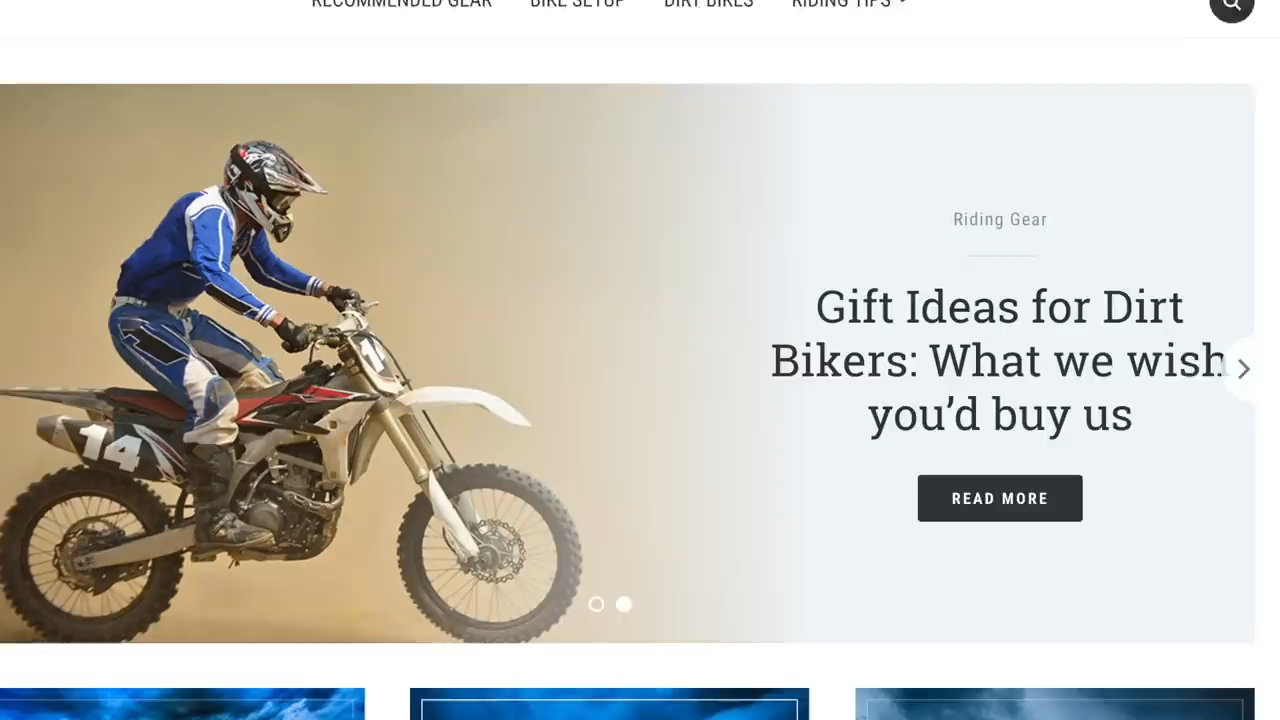 RECOMMENDED GEAR BIKE SETUP DIRT BIKES RIDING TIPS
Riding Gear
Gift Ideas for Dirt
Bikers: What we wish
you’d buy us
READ MORE
14
1